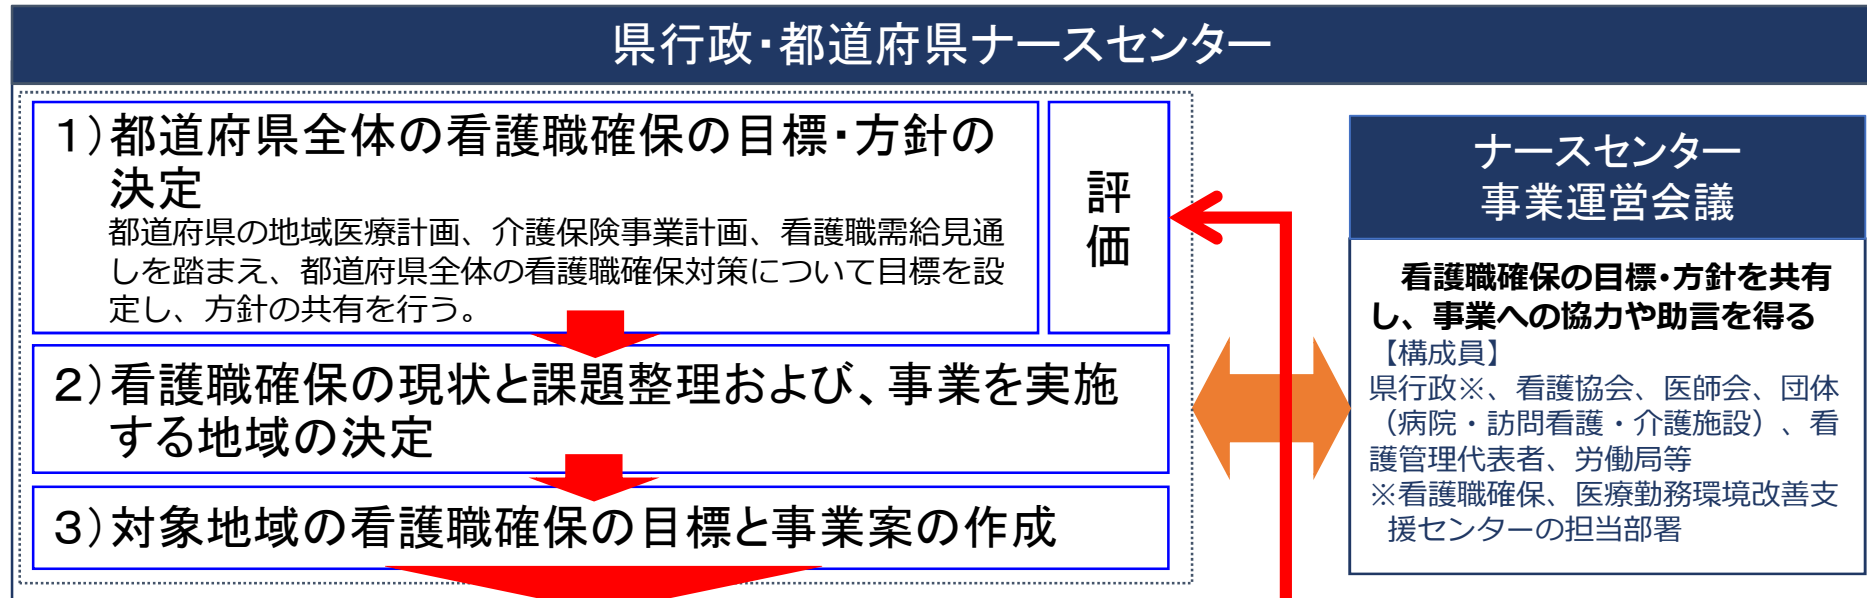 県行政・都道府県ナースセンター
1）都道府県全体の看護職確保の目標・方針の
決定
都道府県の地域医療計画、介護保険事業計画、看護職需給見通
しを踏まえ、都道府県全体の看護職確保対策について目標を設
定し、方針の共有を行う。
評
価
2）看護職確保の現状と課題整理および、事業を実施
する地域の決定
3）対象地域の看護職確保の目標と事業案の作成
ナースセンター
事業運営会議
看護職確保の目標・方針を共有
し、事業への協力や助言を得る
【構成員】
県行政※、看護協会、医師会、団体
（病院・訪問看護・介護施設）、看
護管理代表者、労働局等
※看護職確保、医療勤務環境改善支
援センターの担当部署